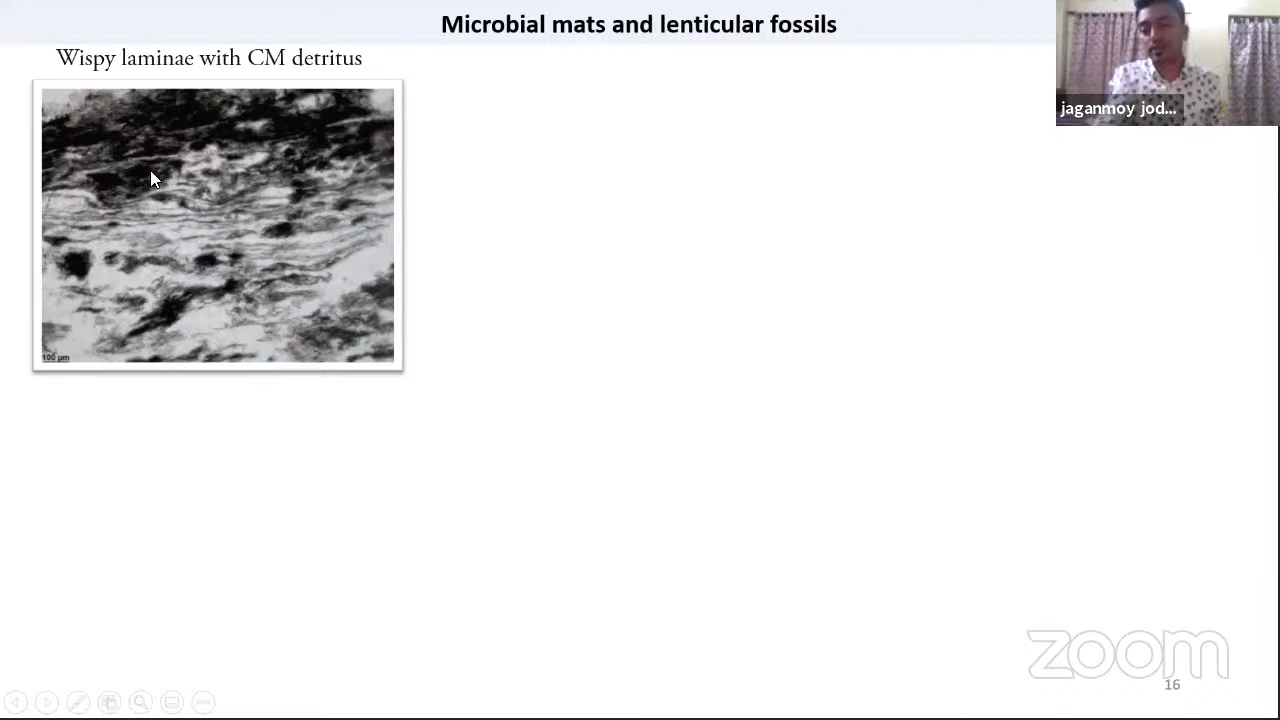 Microbial mats and lenticular fossils
Wispy laminae with CM detritus
jaganmoy jod...
100 µm
zoom
16